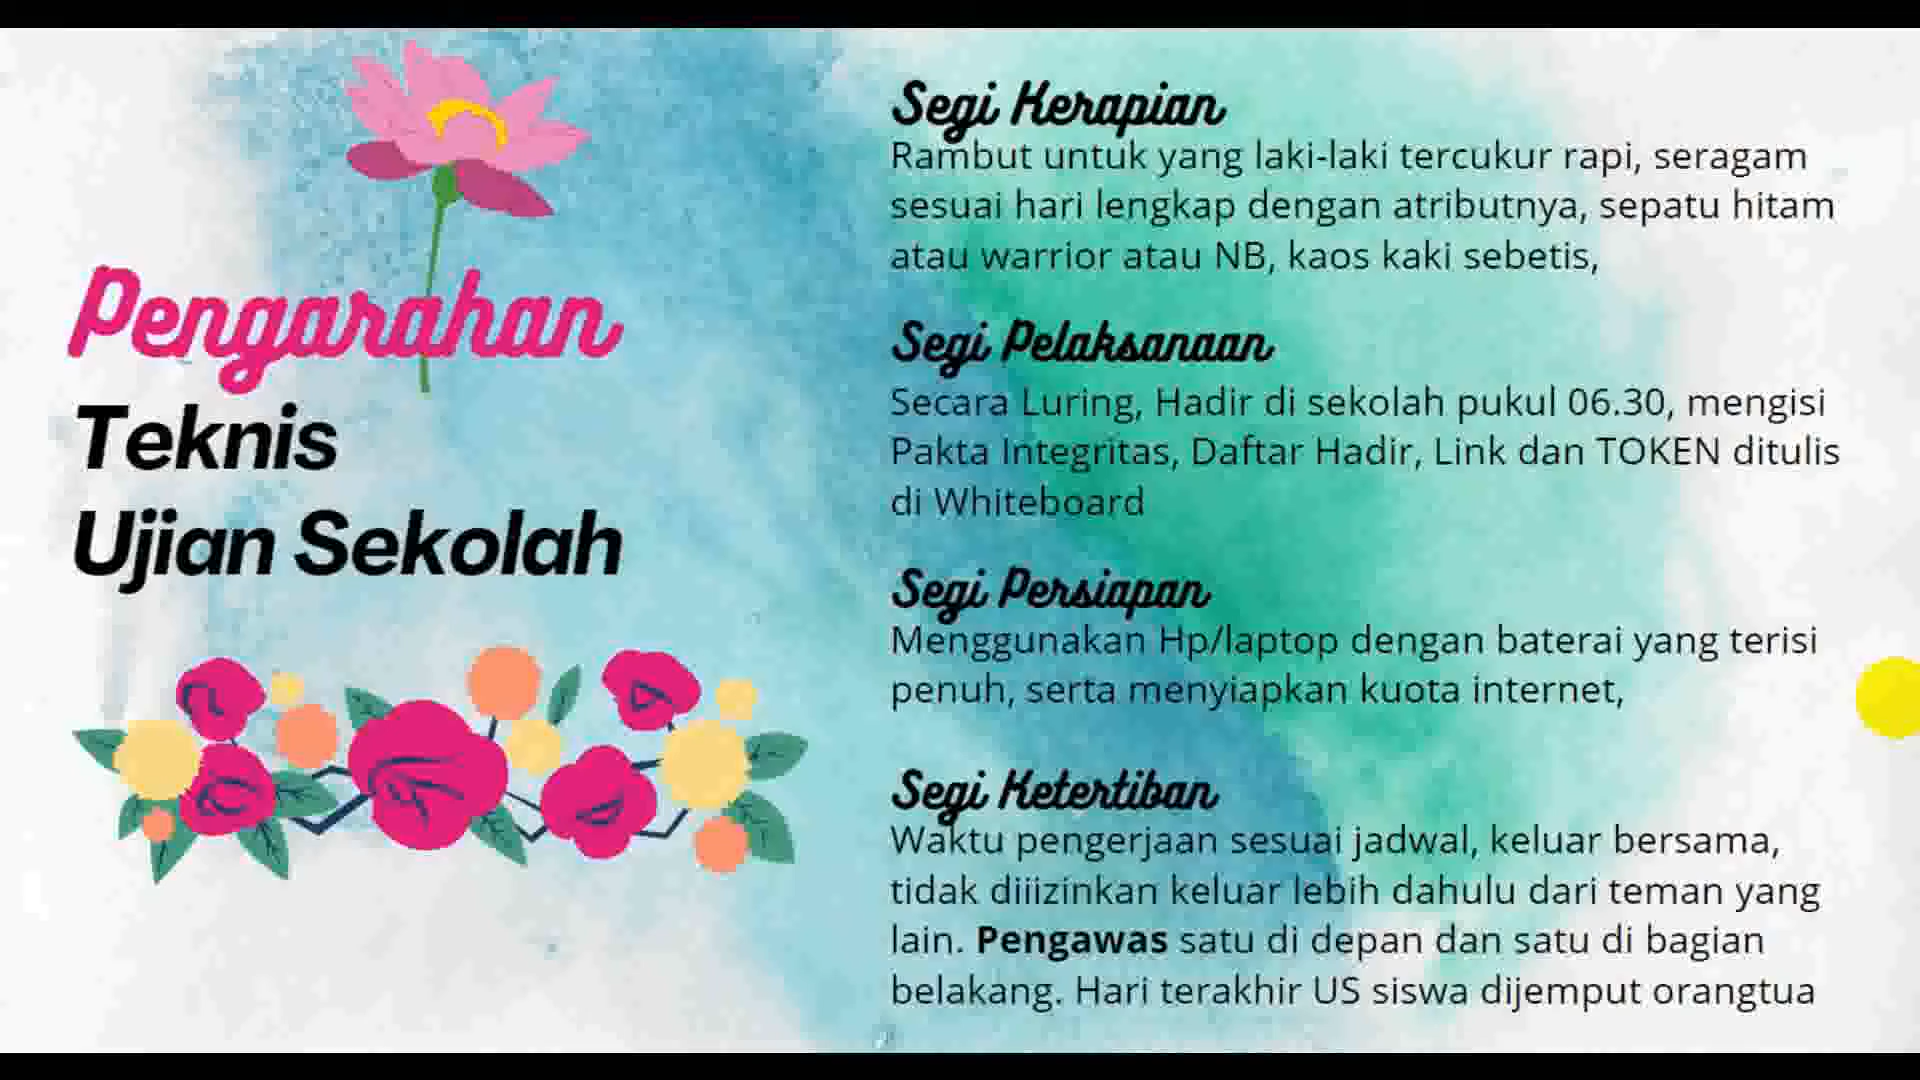 Pengarahan
Teknis
Ujian Sekolah
Segi Kerapian
Rambut untuk yang laki-laki tercukur rapi, seragam
sesuai hari lengkap dengan atributnya, sepatu hitam
atau warrior atau NB, kaos kaki sebetis,
Segi Pelaksanaan
Secara Luring, Hadir di sekolah pukul 06.30, mengisi
Pakta Integritas, Daftar Hadir, Link dan TOKEN ditulis
di Whiteboard
Segi Persiapan
Menggunakan Hp/laptop dengan baterai yang terisi
penuh, serta menyiapkan kuota internet,
Segi Ketertiban
Waktu pengerjaan sesuai jadwal, keluar bersama,
tidak diiizinkan keluar lebih dahulu dari teman yang
lain. Pengawas satu di depan dan satu di bagian
belakang. Hari terakhir US siswa dijemput orangtua